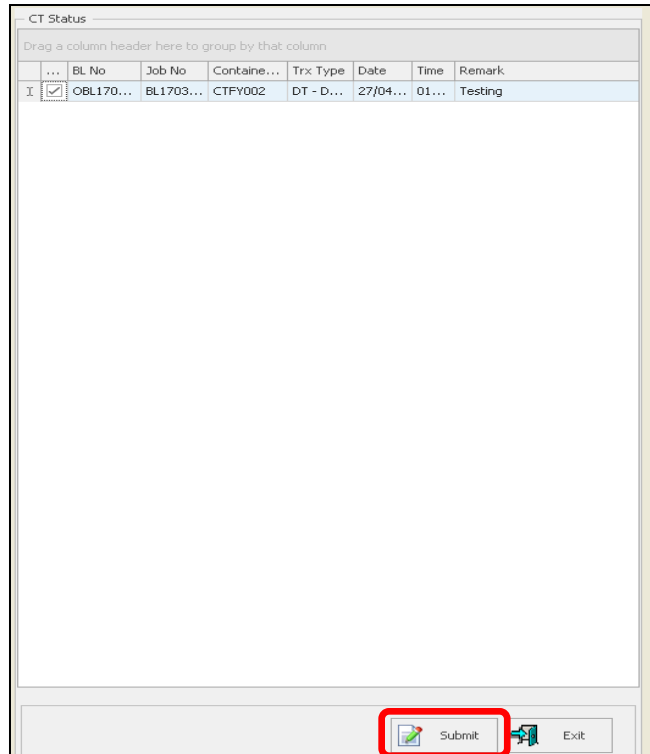 CT Status
Drag a column header here to group by that column
... BL No Job No Containe... Trx Type Date Time Remark
OBL170... BL1703... CTFY002 DT - D... 27/04... 01... Testing
Submit Exit